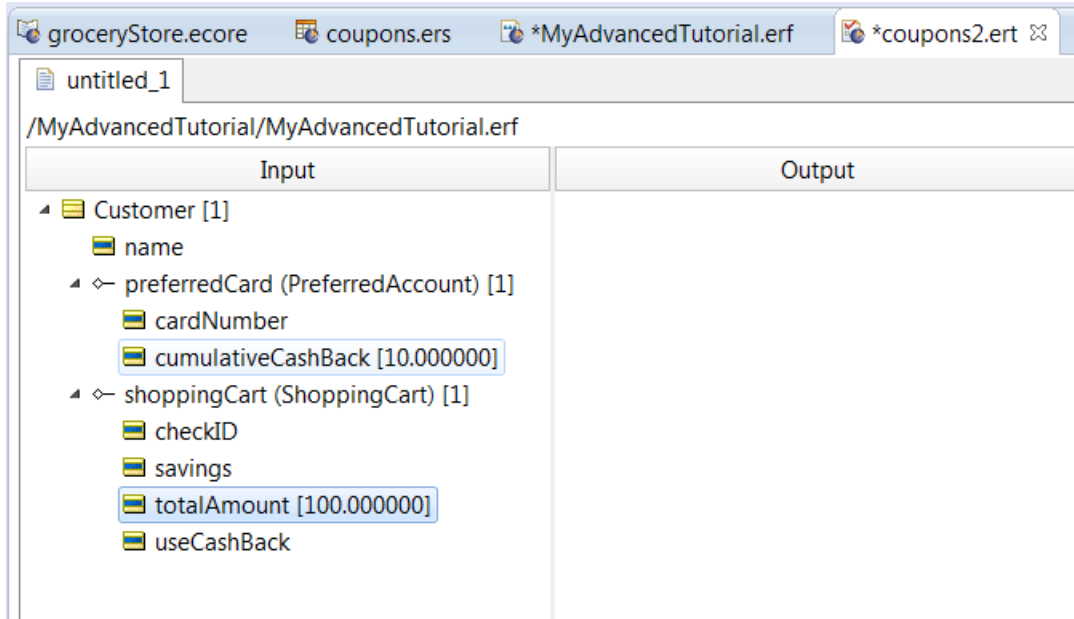 groceryStore.ecore coupons.ers *MyAdvancedTutorial.erf *coupons2.ert
untitled_1
/MyAdvancedTutorial/MyAdvancedTutorial.erf
Input Output
Customer [1]
name
preferredCard (PreferredAccount) [1]
cardNumber
cumulativeCashBack [10.000000]
shoppingCart (ShoppingCart) [1]
checkID
savings
totalAmount [100.000000]
useCashBack